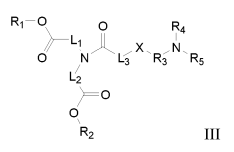 R4
R1 O O N
L1 X
O N L3 R3 R5
L2
O
O
R2
III